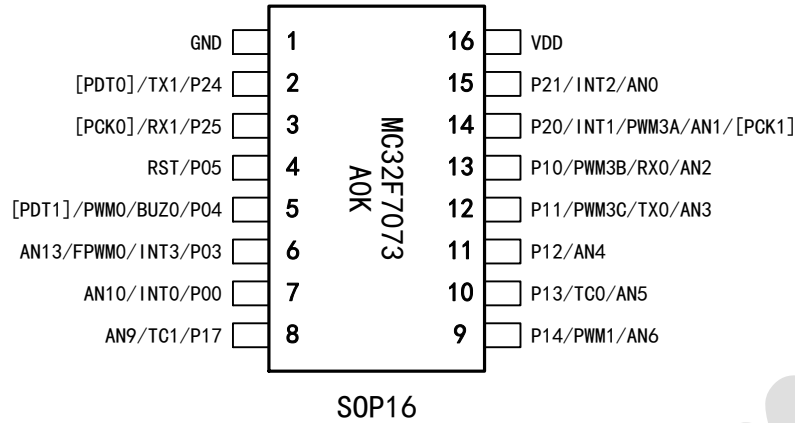 GND 1 16 VDD
[PDT0]/TX1/P24 2 15 P21/INT2/AN0
[PCK0]/RX1/P25 3 14 P20/INT1/PWM3A/AN1/[PCK1]
RST/P05 4 13 P10/PWM3B/RX0/AN2
[PDT1]/PWM0/BUZ0/P04 5 12 P11/PWM3C/TX0/AN3
AN13/FPWM0/INT3/P03 6 11 P12/AN4
AN10/INT0/P00 7 10 P13/TC0/AN5
AN9/TC1/P17 8 9 P14/PWM1/AN6
MC32F7073
A0K
SOP16